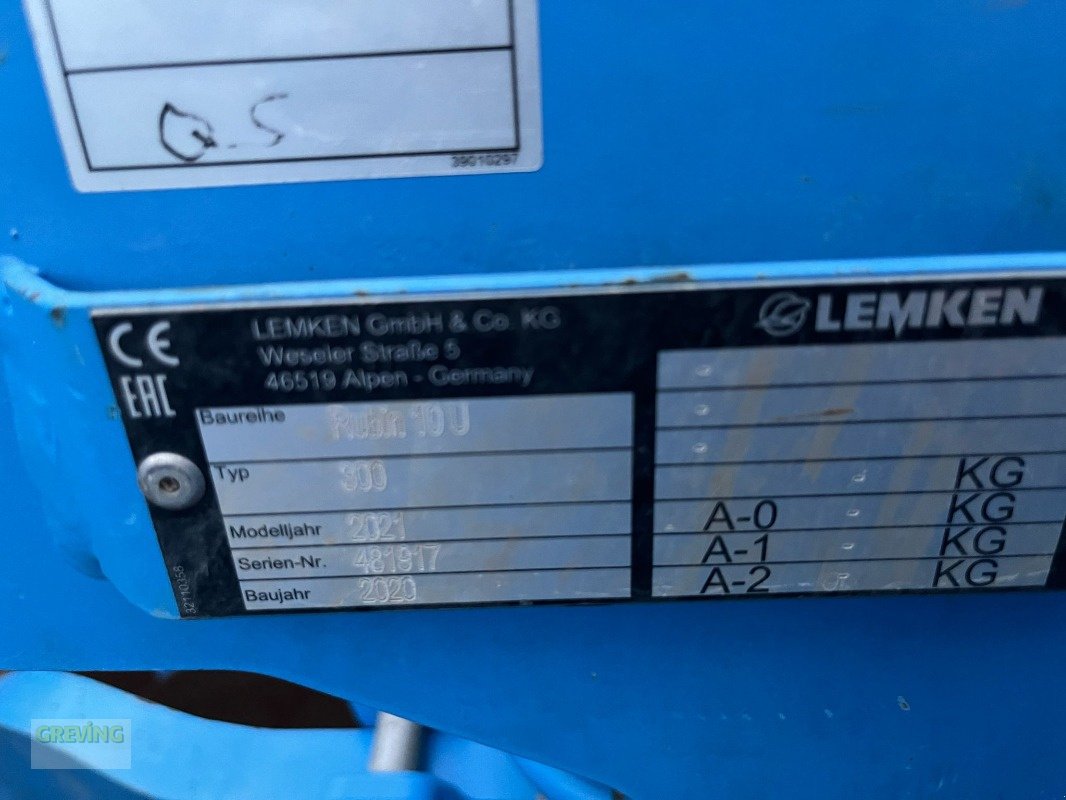 Q.5
39010297
CE
EAC
LEMKEN GmbH & Co. KG
Weseler Straße 5
46519 Alpen - Germany
LEMKEN
Baureihe Rubin 10 U
Typ 300
Modelljahr 2021
Serien-Nr. 481917
Baujahr 2020
KG
A-0 KG
A-1 KG
A-2 KG
32110358
GREVING